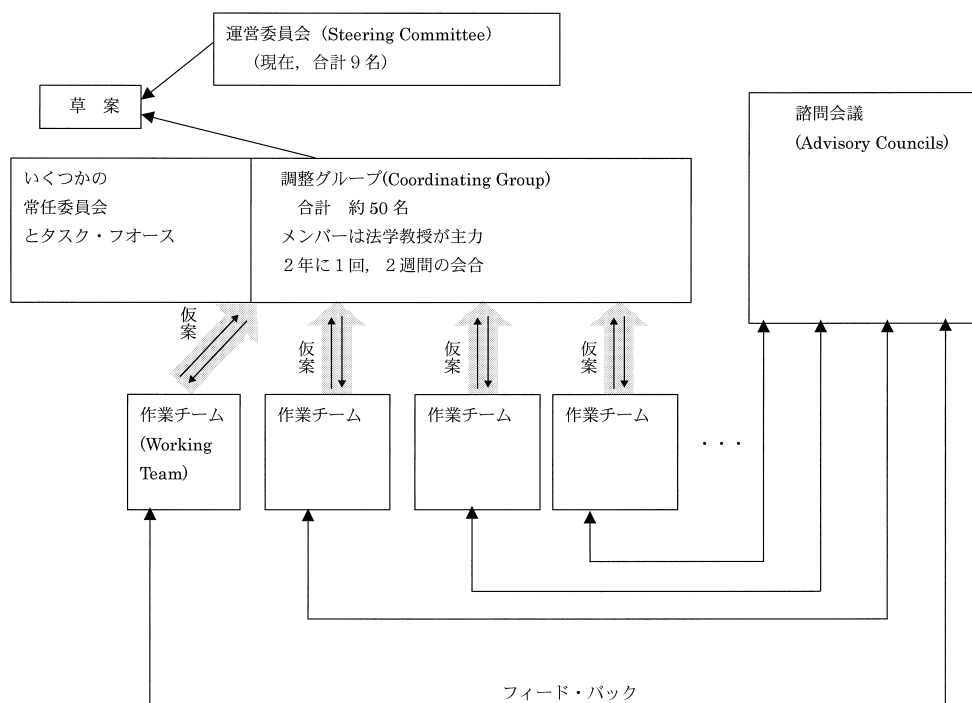 運営委員会（Steering Committee）
（現在，合計９名）
草　案
諮問会議
(Advisory Councils)
いくつかの
常任委員会
とタスク・フオース
調整グループ(Coordinating Group)
合計　約 50 名
メンバーは法学教授が主力
２年に１回，２週間の会合
仮案
仮案
仮案
仮案
作業チーム
(Working
Team)
作業チーム
作業チーム
作業チーム
・・・
フィード・バック